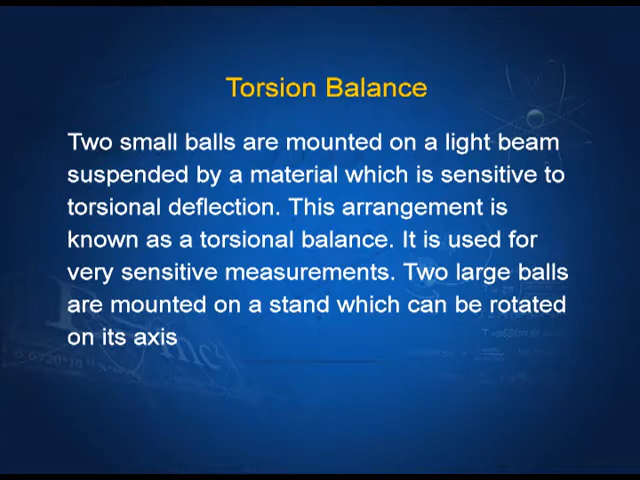 Torsion Balance
Two small balls are mounted on a light beam
suspended by a material which is sensitive to
torsional deflection. This arrangement is
known as a torsional balance. It is used for
very sensitive measurements. Two large balls
are mounted on a stand which can be rotated
on its axis